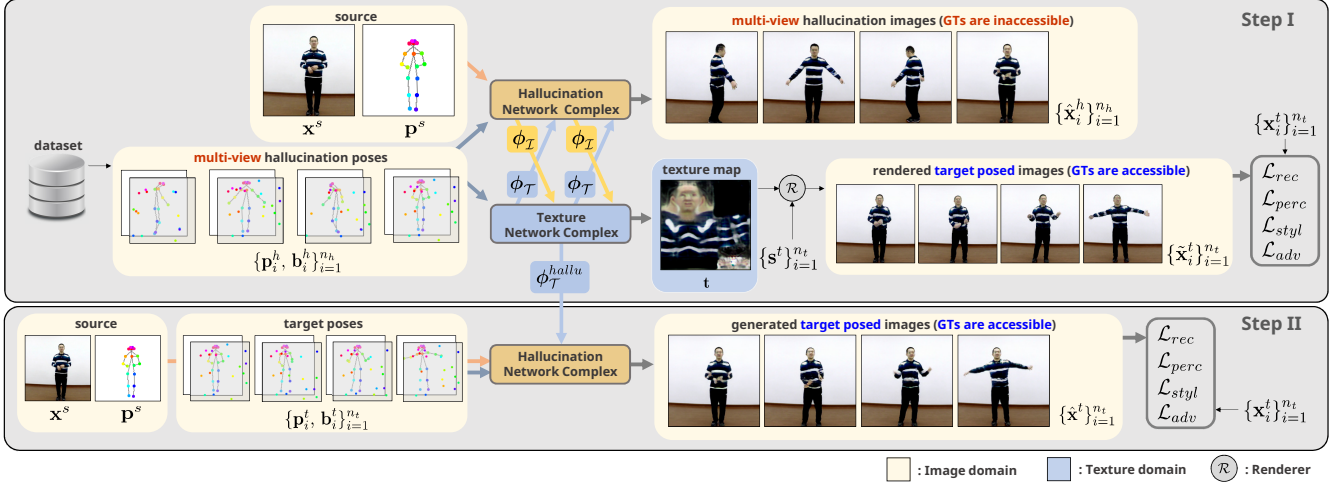 Step I
source
x^s
p^s
dataset
multi-view hallucination poses
{p_i^h, b_i^h}_{i=1}^{n_h}
Hallucination
Network Complex
ϕ_I
ϕ_I
ϕ_T
ϕ_T
Texture
Network Complex
ϕ_T^{hallu}
multi-view hallucination images (GTs are inaccessible)
{x̂_i^h}_{i=1}^{n_h}
texture map
t
R
{s^t}_{i=1}^{n_t}
rendered target posed images (GTs are accessible)
{x̃_i^t}_{i=1}^{n_t}
{x_i^t}_{i=1}^{n_t}
L_rec
L_perc
L_styl
L_adv
Step II
source
x^s
p^s
target poses
{p_i^t, b_i^t}_{i=1}^{n_t}
Hallucination
Network Complex
generated target posed images (GTs are accessible)
{x̂^t}_{i=1}^{n_t}
L_rec
L_perc
L_styl
L_adv
{x_i^t}_{i=1}^{n_t}
: Image domain
: Texture domain
R : Renderer